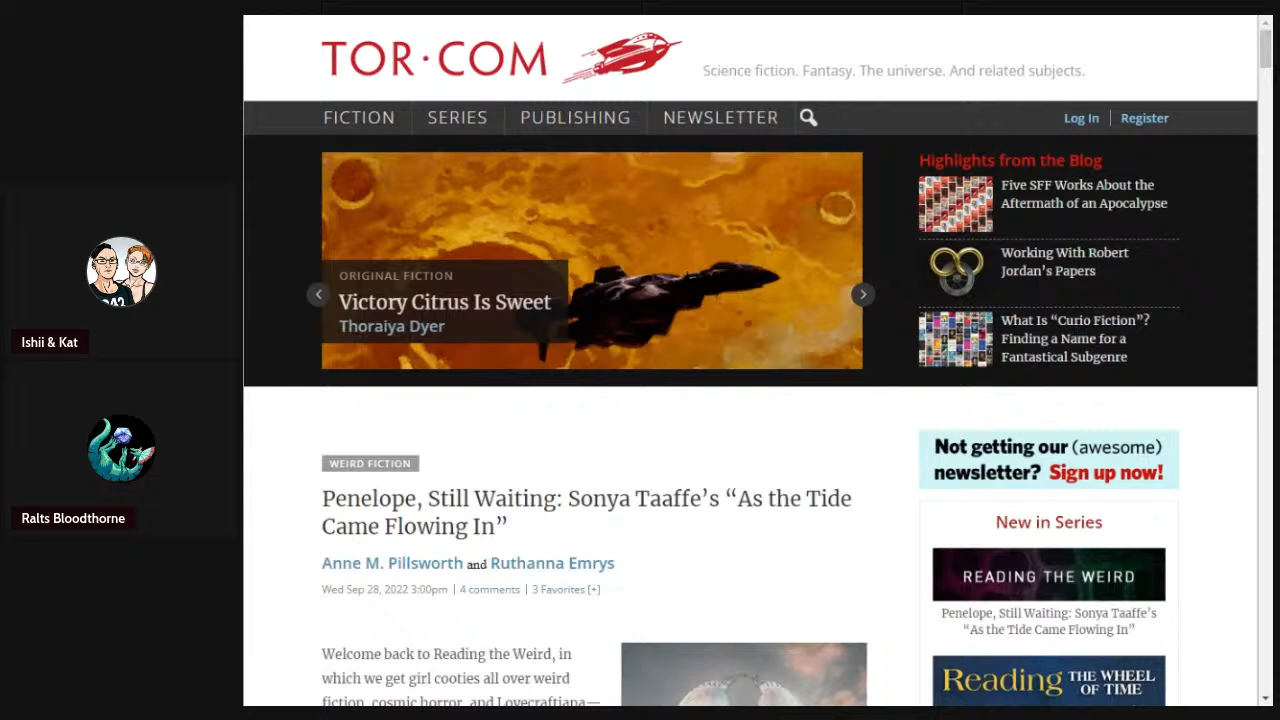 TOR·COM
Science fiction. Fantasy. The universe. And related subjects.
FICTION
SERIES
PUBLISHING
NEWSLETTER
Log In
Register
ORIGINAL FICTION
Victory Citrus Is Sweet
Thoraiya Dyer
Highlights from the Blog
Five SFF Works About the
Aftermath of an Apocalypse
Working With Robert
Jordan’s Papers
What Is “Curio Fiction”?
Finding a Name for a
Fantastical Subgenre
Ishii & Kat
Ralts Bloodthorne
WEIRD FICTION
Penelope, Still Waiting: Sonya Taaffe’s “As the Tide
Came Flowing In”
Anne M. Pillsworth and Ruthanna Emrys
Wed Sep 28, 2022 3:00pm | 4 comments | 3 Favorites [+]
Welcome back to Reading the Weird, in
which we get girl cooties all over weird
fiction, cosmic horror, and Lovecraftiana—
Not getting our (awesome)
newsletter? Sign up now!
New in Series
READING THE WEIRD
Penelope, Still Waiting: Sonya Taaffe’s
“As the Tide Came Flowing In”
Reading THE WHEEL
OF TIME